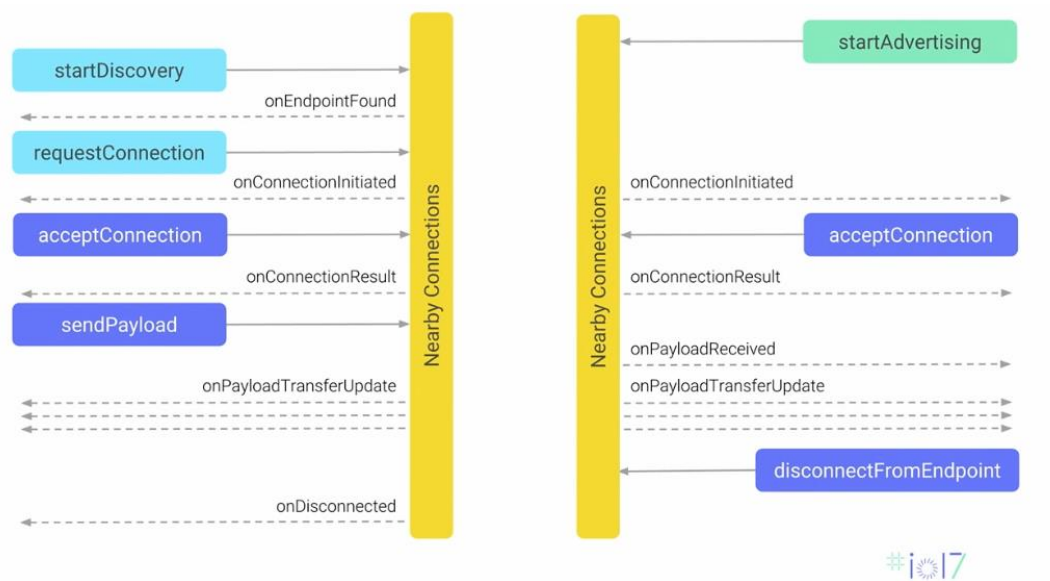 startAdvertising
startDiscovery
onEndpointFound
requestConnection
onConnectionInitiated
onConnectionInitiated
acceptConnection
acceptConnection
onConnectionResult
onConnectionResult
sendPayload
Nearby Connections
Nearby Connections
onPayloadReceived
onPayloadTransferUpdate
onPayloadTransferUpdate
disconnectFromEndpoint
onDisconnected
#io17